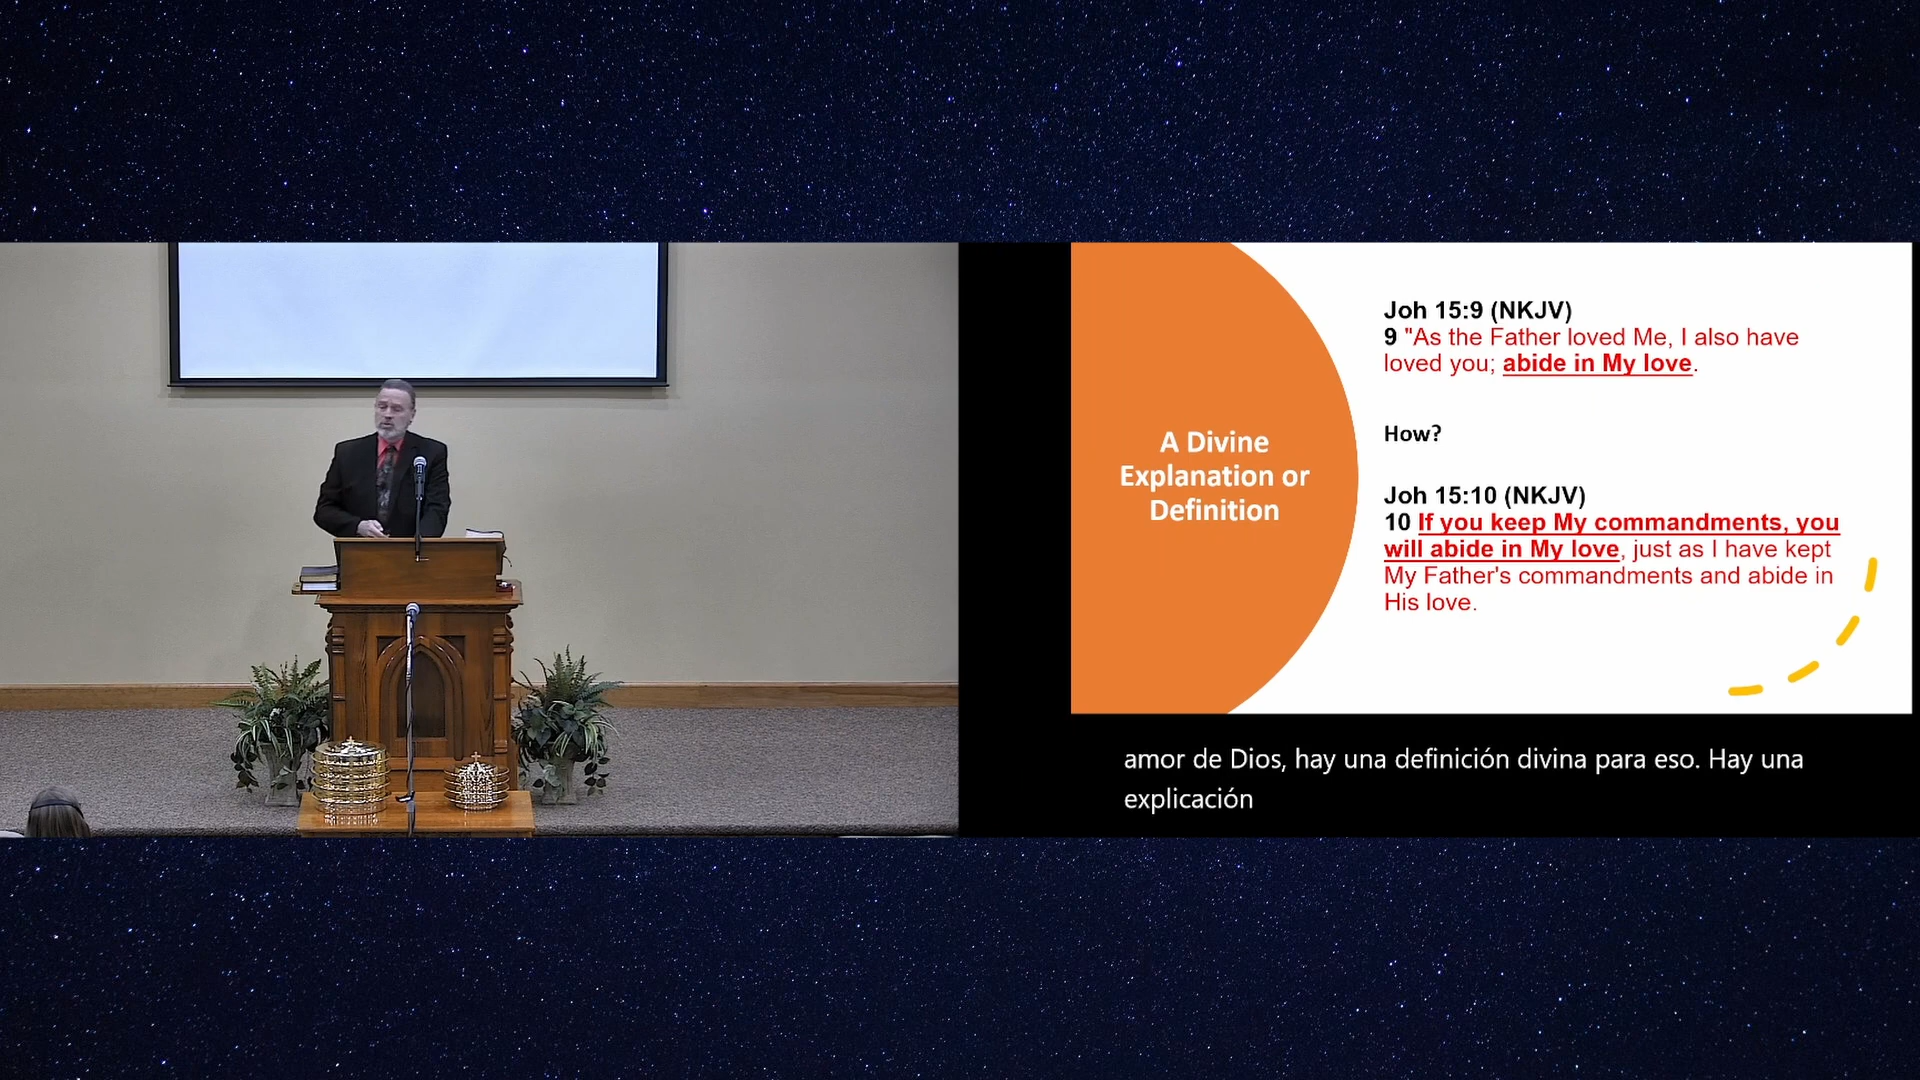 A Divine
Explanation or
Definition
Joh 15:9 (NKJV)
9 "As the Father loved Me, I also have
loved you; abide in My love.
How?
Joh 15:10 (NKJV)
10 If you keep My commandments, you
will abide in My love, just as I have kept
My Father's commandments and abide in
His love.
amor de Dios, hay una definición divina para eso. Hay una
explicación